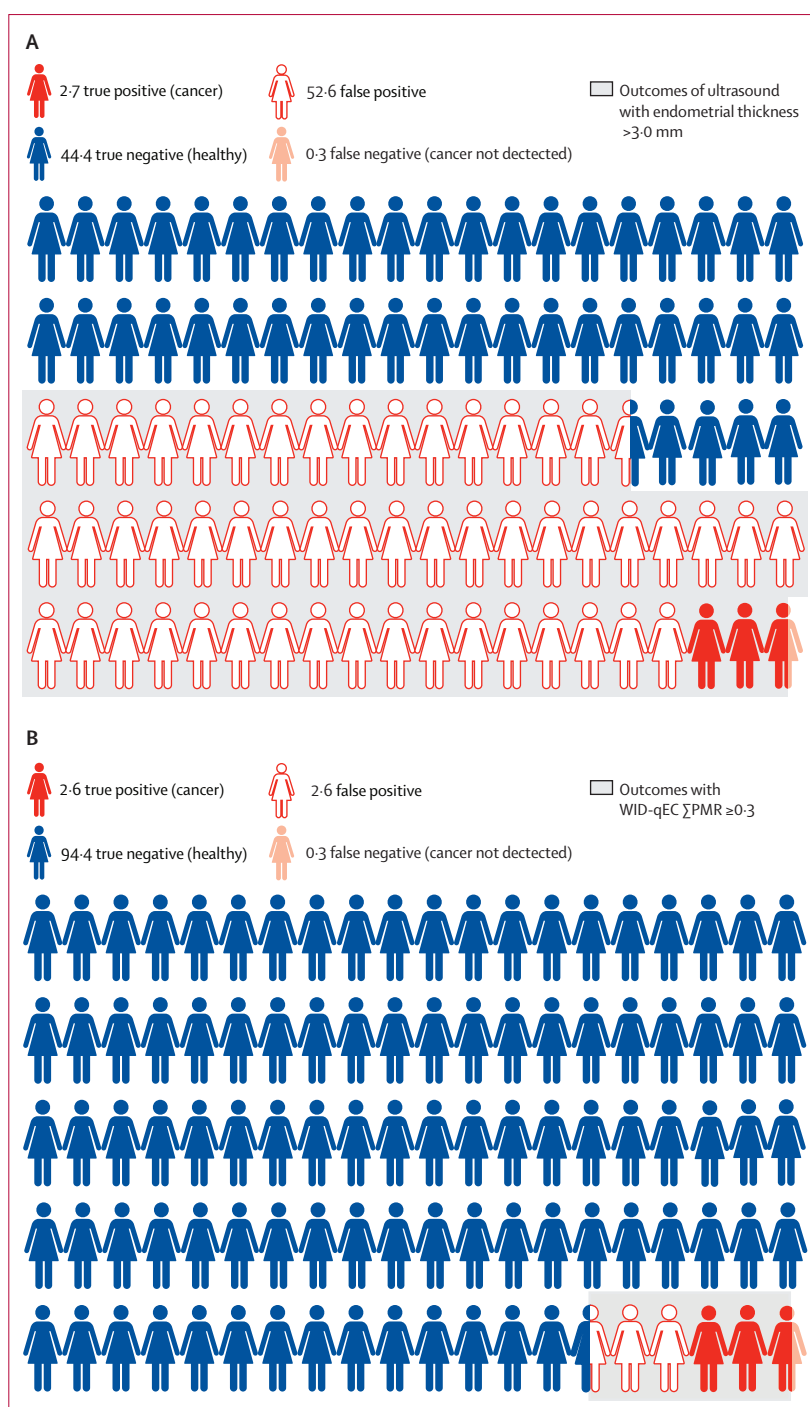 A
2·7 true positive (cancer)
52·6 false positive
Outcomes of ultrasound
with endometrial thickness
>3·0 mm
44·4 true negative (healthy)
0·3 false negative (cancer not dectected)
B
2·6 true positive (cancer)
2·6 false positive
Outcomes with
WID-qEC ∑PMR ≥0·3
94·4 true negative (healthy)
0·3 false negative (cancer not dectected)